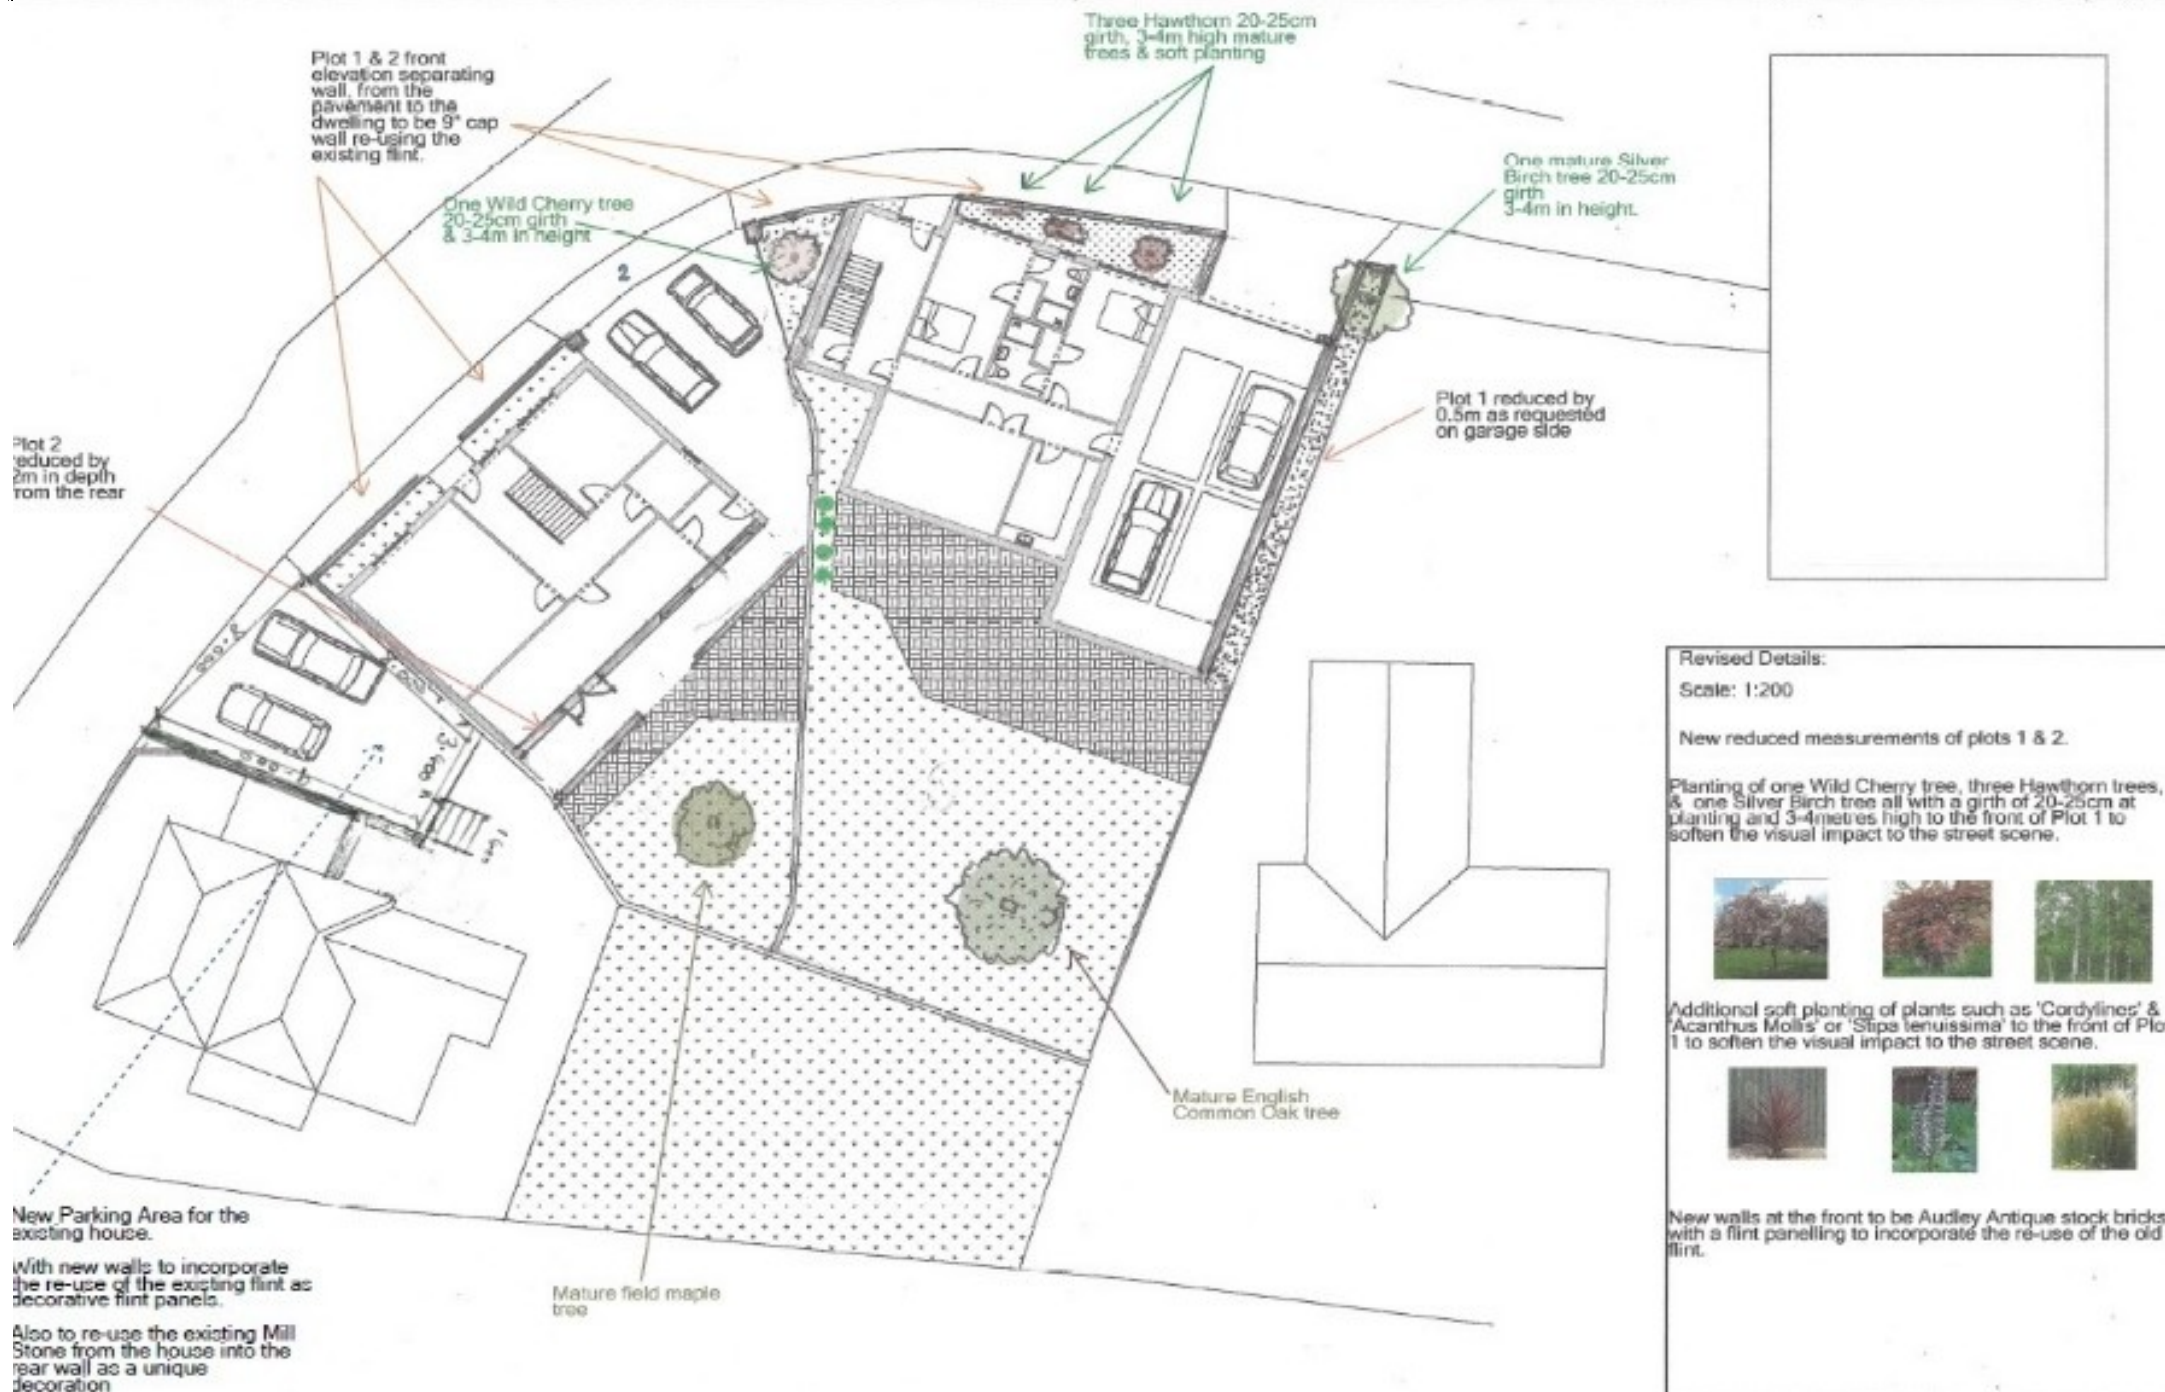 Three Hawthorn 20-25cm
girth, 3-4m high mature
trees & soft planting
Plot 1 & 2 front
elevation separating
wall, from the
pavement to the
dwelling to be 9" cap
wall re-using the
existing flint.
One mature Silver
Birch tree 20-25cm
girth
3-4m in height.
One Wild Cherry tree
20-25cm girth
& 3-4m in height
2
Plot 1 reduced by
0.5m as requested
on garage side
Plot 2
reduced by
2m in depth
from the rear
Revised Details:
Scale: 1:200
New reduced measurements of plots 1 & 2.
Planting of one Wild Cherry tree, three Hawthorn trees,
& one Silver Birch tree all with a girth of 20-25cm at
planting and 3-4metres high to the front of Plot 1 to
soften the visual impact to the street scene.
Additional soft planting of plants such as 'Cordylines' &
'Acanthus Mollis' or 'Stipa tenuissima' to the front of Plo
1 to soften the visual impact to the street scene.
New walls at the front to be Audley Antique stock bricks
with a flint panelling to incorporate the re-use of the old
flint.
Mature English
Common Oak tree
Mature field maple
tree
New Parking Area for the
existing house.
With new walls to incorporate
the re-use of the existing flint as
decorative flint panels.
Also to re-use the existing Mill
Stone from the house into the
rear wall as a unique
decoration